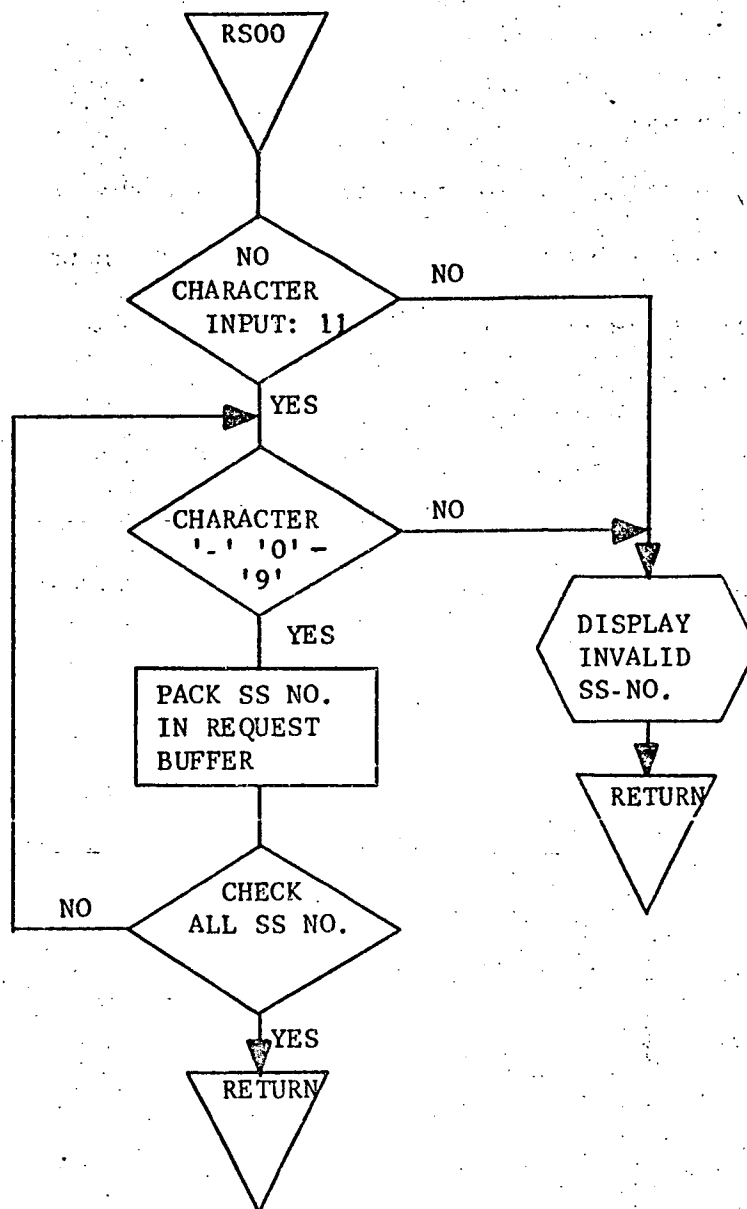 RS00
NO
CHARACTER
INPUT: 11
NO
YES
CHARACTER
'-' '0'-
'9'
NO
YES
PACK SS NO.
IN REQUEST
BUFFER
DISPLAY
INVALID
SS-NO.
RETURN
CHECK
ALL SS NO.
NO
YES
RETURN